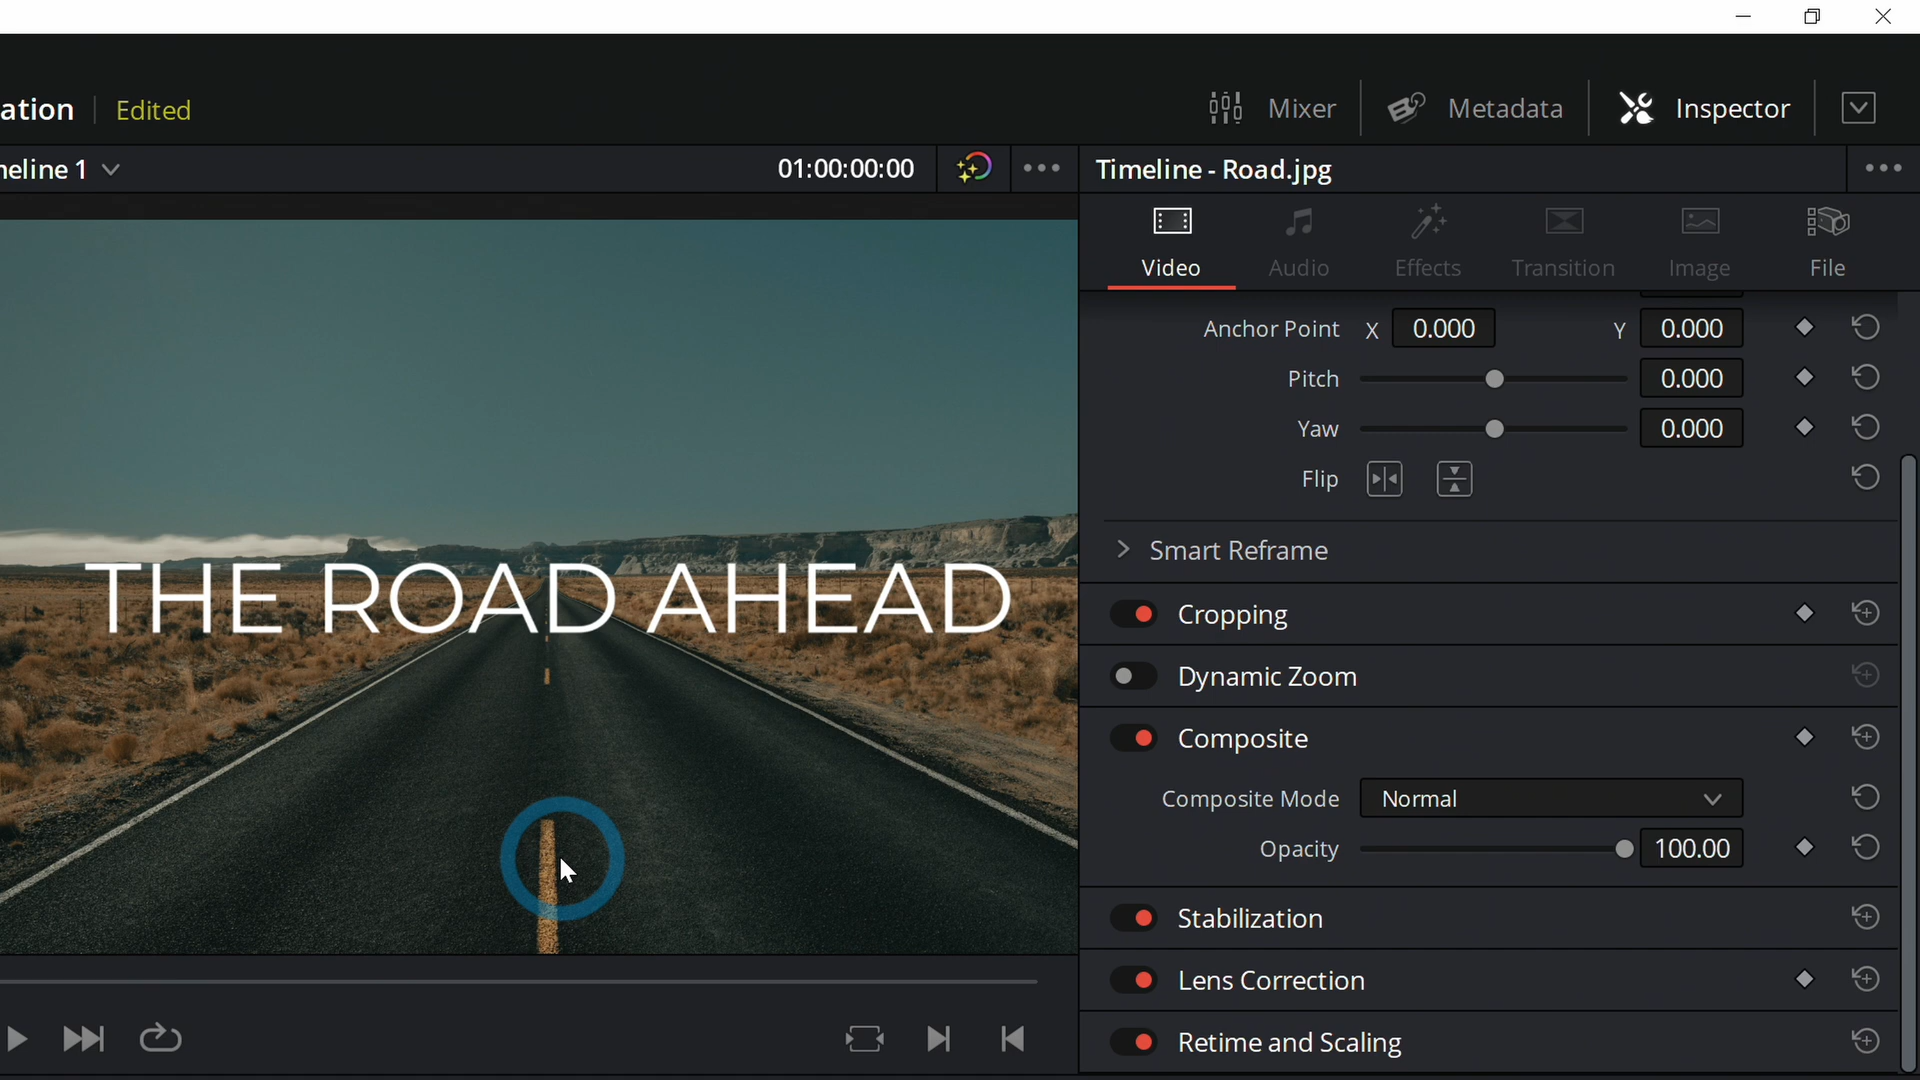 ation Edited Mixer Metadata Inspector
neline 1 01:00:00:00 Timeline - Road.jpg
Video Audio Effects Transition Image File
Anchor Point X 0.000 Y 0.000
Pitch 0.000
Yaw 0.000
Flip
Smart Reframe
THE ROAD AHEAD
Cropping
Dynamic Zoom
Composite
Composite Mode Normal
Opacity 100.00
Stabilization
Lens Correction
Retime and Scaling